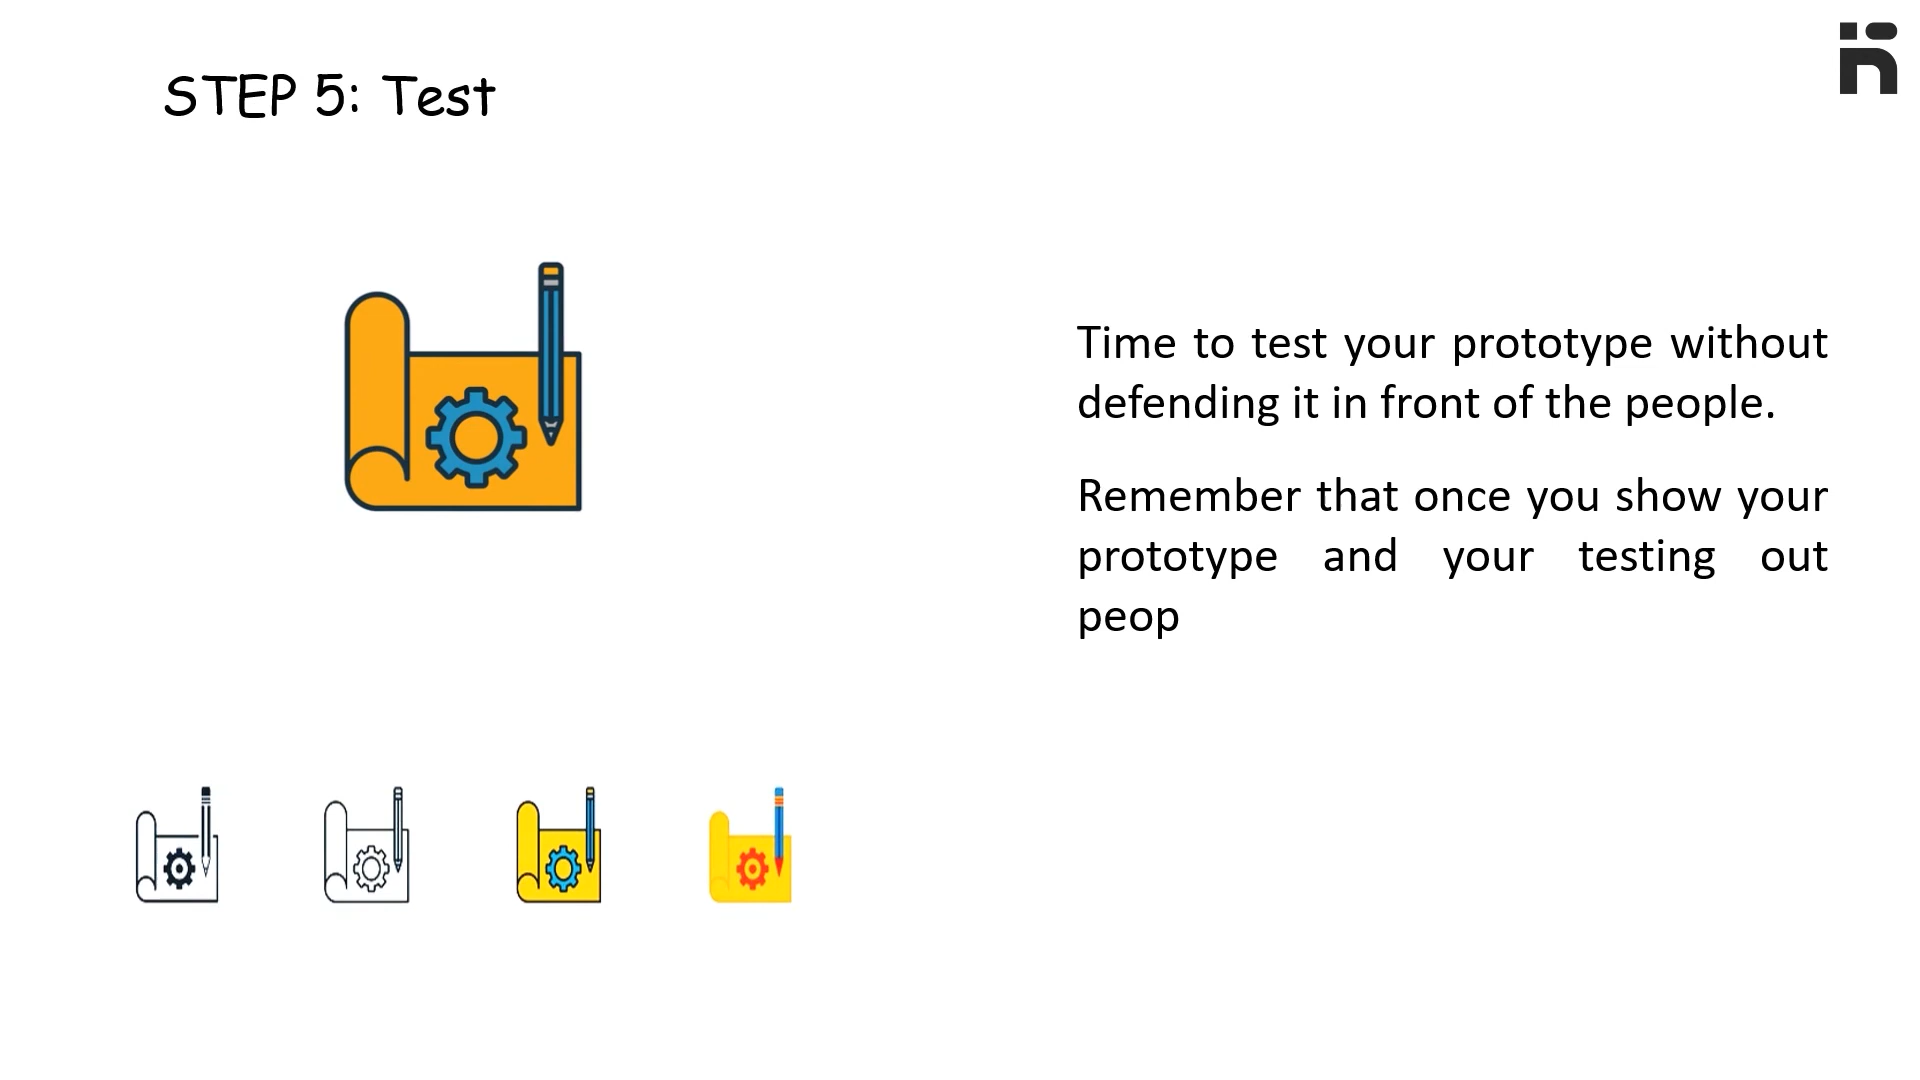 STEP 5: Test
Time to test your prototype without
defending it in front of the people.
Remember that once you show your
prototype and your testing out
peop